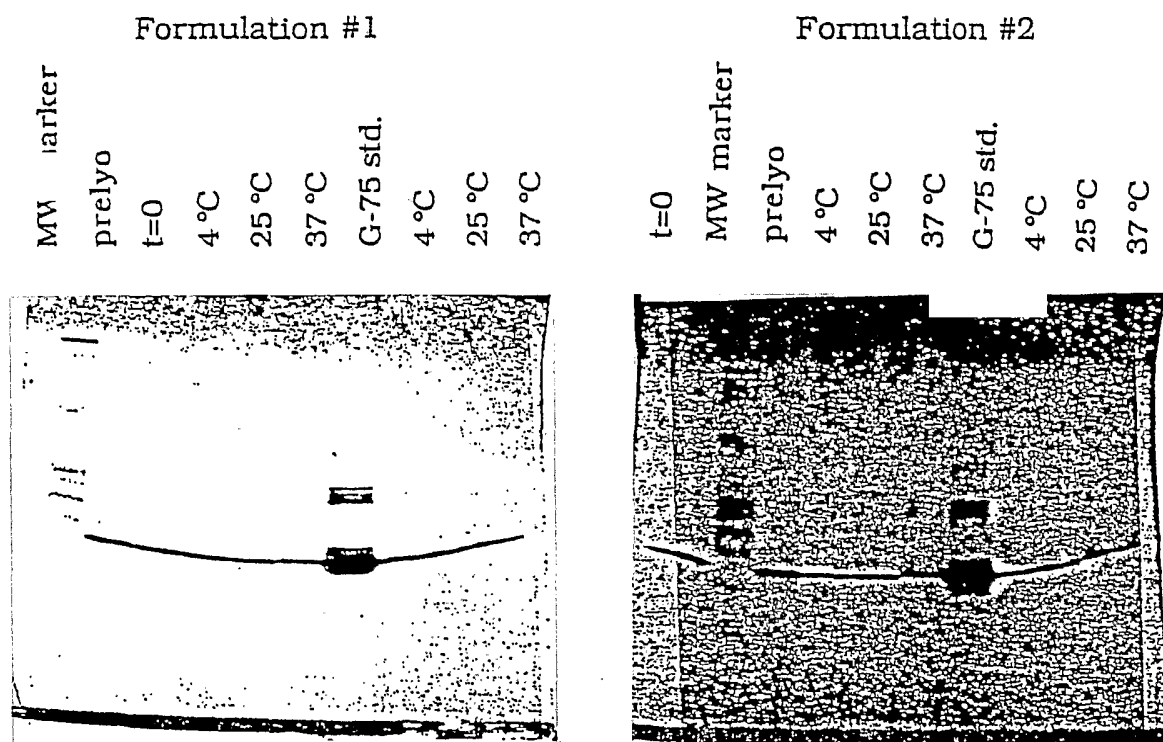 Formulation #1
MW arker
prelyo
t=0
4 °C
25 °C
37 °C
G-75 std.
4 °C
25 °C
37 °C
Formulation #2
t=0
MW marker
prelyo
4 °C
25 °C
37 °C
G-75 std.
4 °C
25 °C
37 °C